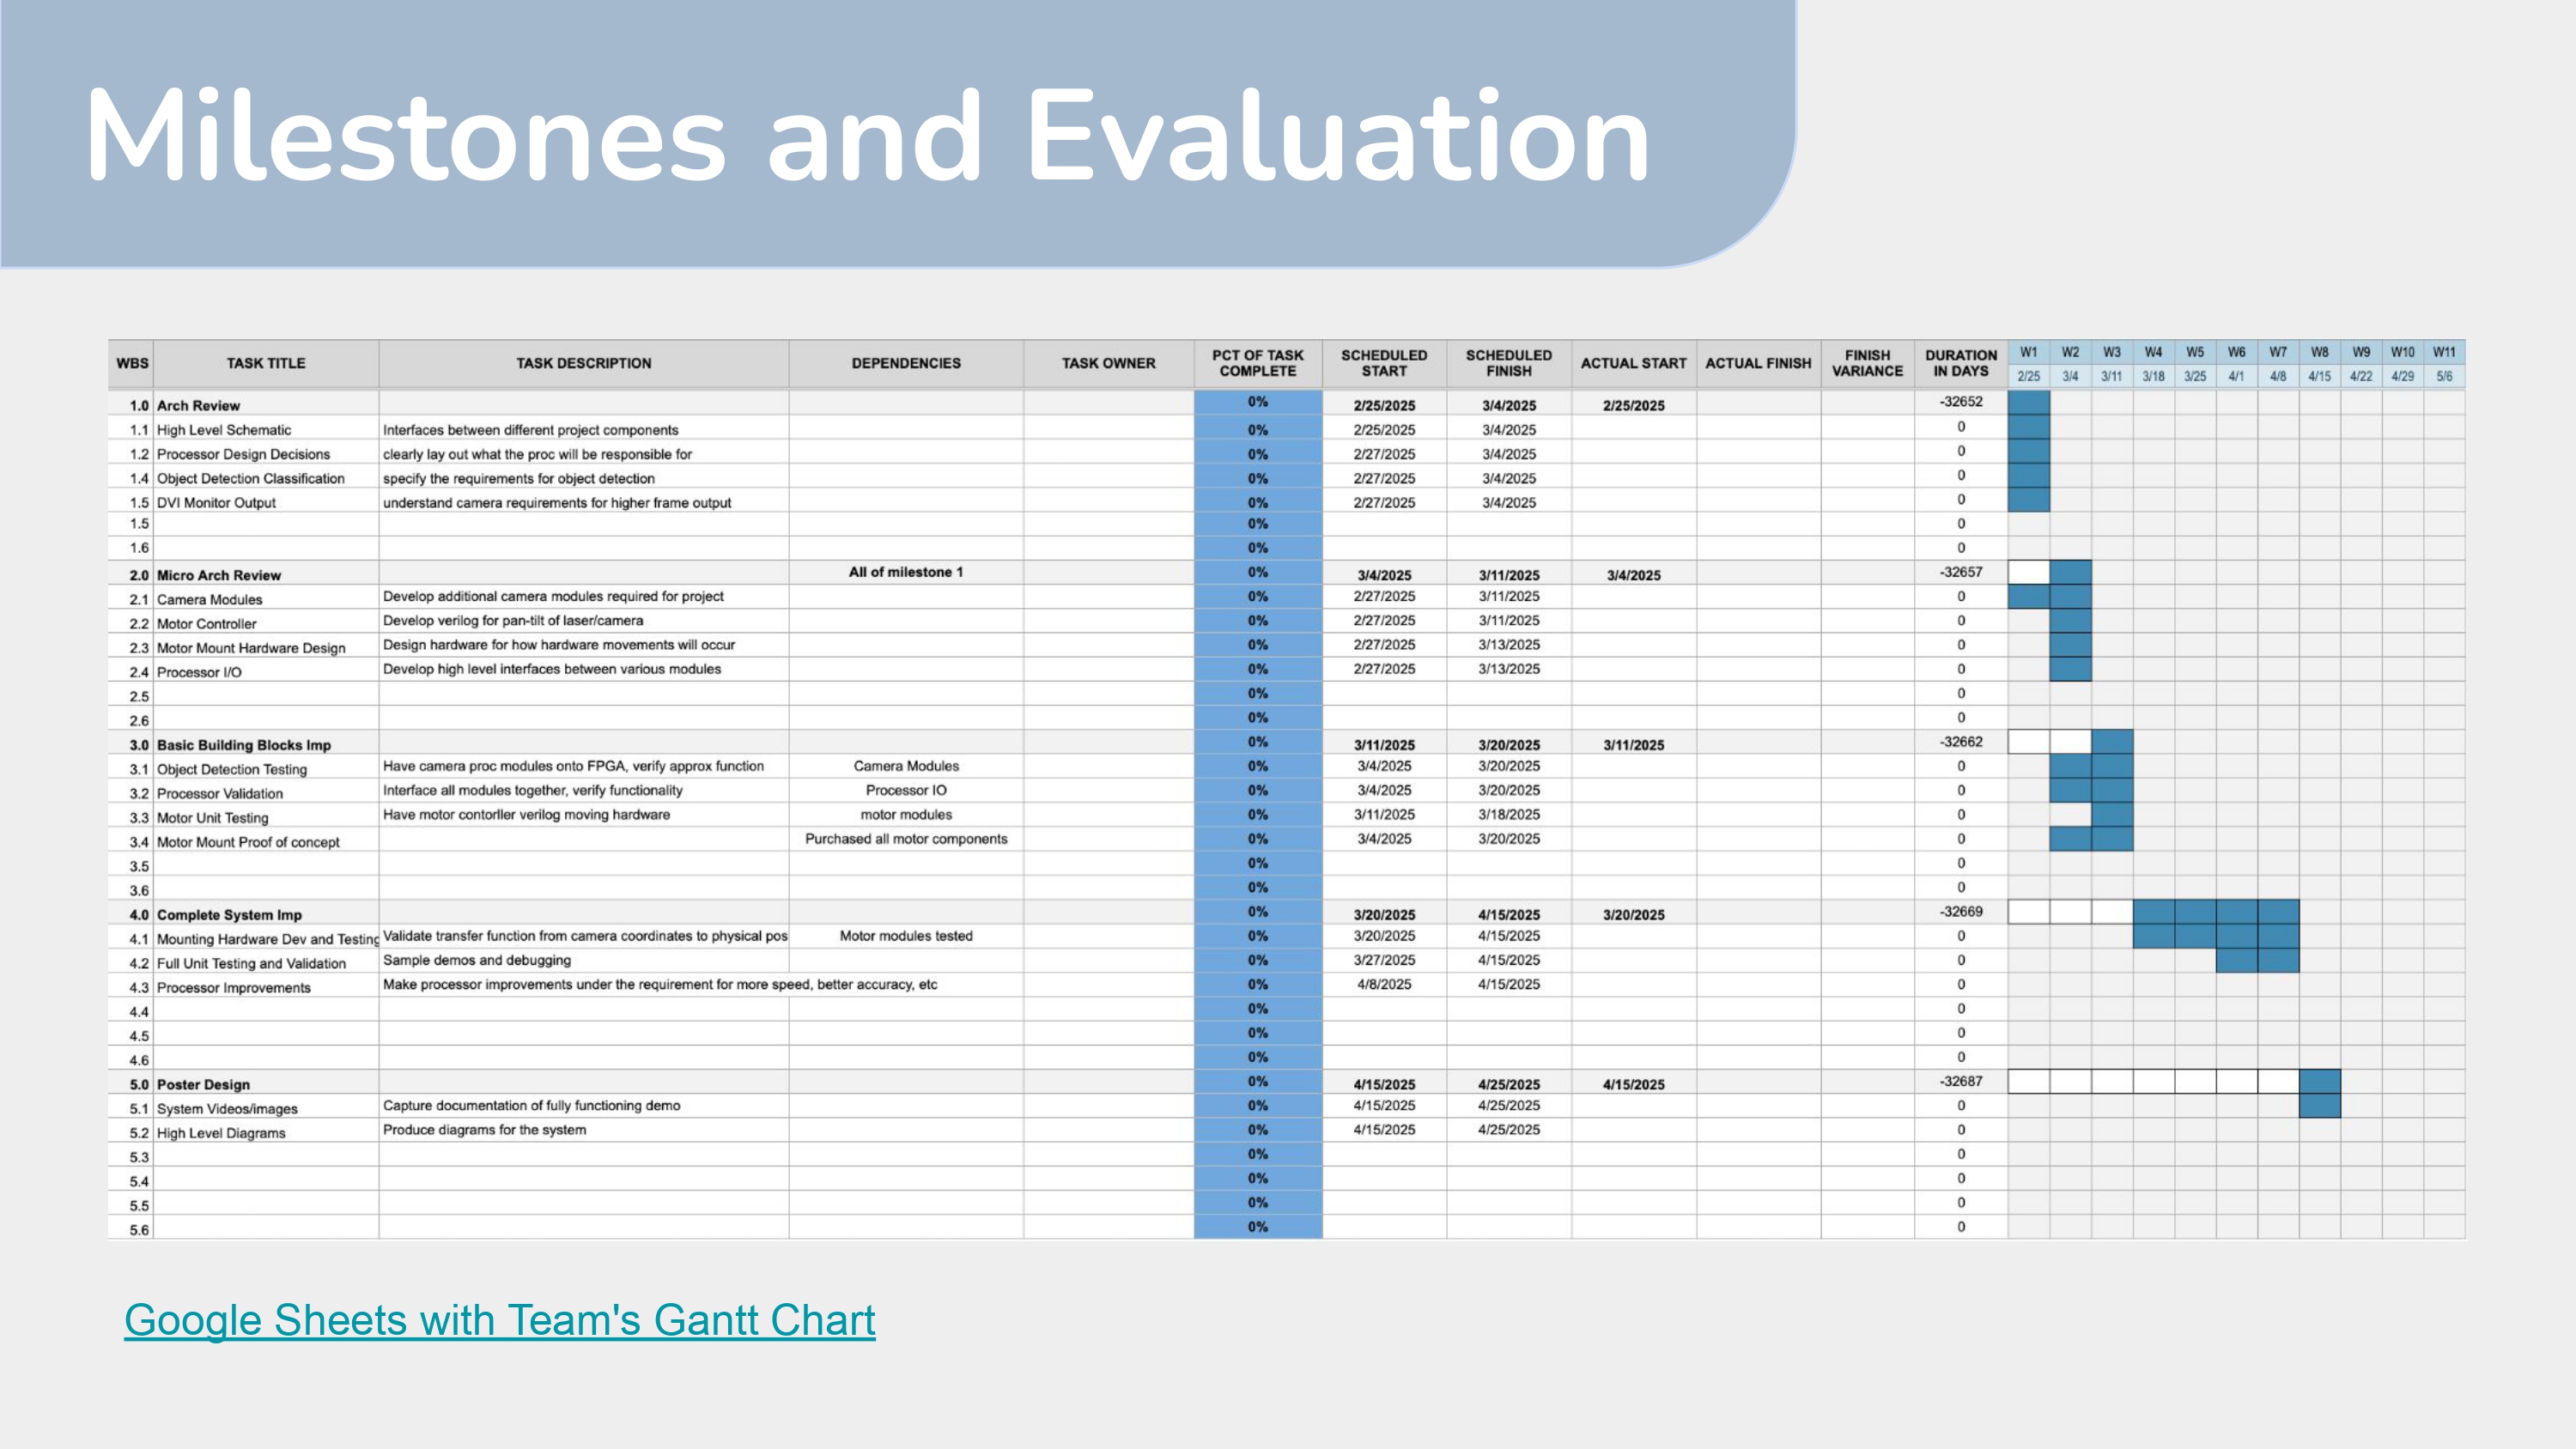 Milestones and Evaluation
WBS TASK TITLE TASK DESCRIPTION DEPENDENCIES TASK OWNER PCT OF TASK COMPLETE SCHEDULED START SCHEDULED FINISH ACTUAL START ACTUAL FINISH FINISH VARIANCE DURATION IN DAYS W1 W2 W3 W4 W5 W6 W7 W8 W9 W10 W11
2/25 3/4 3/11 3/18 3/25 4/1 4/8 4/15 4/22 4/29 5/6
1.0 Arch Review 0% 2/25/2025 3/4/2025 2/25/2025 -32652
1.1 High Level Schematic Interfaces between different project components 0% 2/25/2025 3/4/2025 0
1.2 Processor Design Decisions clearly lay out what the proc will be responsible for 0% 2/27/2025 3/4/2025 0
1.4 Object Detection Classification specify the requirements for object detection 0% 2/27/2025 3/4/2025 0
1.5 DVI Monitor Output understand camera requirements for higher frame output 0% 2/27/2025 3/4/2025 0
1.5 0% 0
1.6 0% 0
2.0 Micro Arch Review All of milestone 1 0% 3/4/2025 3/11/2025 3/4/2025 -32657
2.1 Camera Modules Develop additional camera modules required for project 0% 2/27/2025 3/11/2025 0
2.2 Motor Controller Develop verilog for pan-tilt of laser/camera 0% 2/27/2025 3/11/2025 0
2.3 Motor Mount Hardware Design Design hardware for how hardware movements will occur 0% 2/27/2025 3/13/2025 0
2.4 Processor I/O Develop high level interfaces between various modules 0% 2/27/2025 3/13/2025 0
2.5 0% 0
2.6 0% 0
3.0 Basic Building Blocks Imp 0% 3/11/2025 3/20/2025 3/11/2025 -32662
3.1 Object Detection Testing Have camera proc modules onto FPGA, verify approx function Camera Modules 0% 3/4/2025 3/20/2025 0
3.2 Processor Validation Interface all modules together, verify functionality Processor IO 0% 3/4/2025 3/20/2025 0
3.3 Motor Unit Testing Have motor contorller verilog moving hardware motor modules 0% 3/11/2025 3/18/2025 0
3.4 Motor Mount Proof of concept Purchased all motor components 0% 3/4/2025 3/20/2025 0
3.5 0% 0
3.6 0% 0
4.0 Complete System Imp 0% 3/20/2025 4/15/2025 3/20/2025 -32669
4.1 Mounting Hardware Dev and Testing Validate transfer function from camera coordinates to physical pos Motor modules tested 0% 3/20/2025 4/15/2025 0
4.2 Full Unit Testing and Validation Sample demos and debugging 0% 3/27/2025 4/15/2025 0
4.3 Processor Improvements Make processor improvements under the requirement for more speed, better accuracy, etc 0% 4/8/2025 4/15/2025 0
4.4 0% 0
4.5 0% 0
4.6 0% 0
5.0 Poster Design 0% 4/15/2025 4/25/2025 4/15/2025 -32687
5.1 System Videos/images Capture documentation of fully functioning demo 0% 4/15/2025 4/25/2025 0
5.2 High Level Diagrams Produce diagrams for the system 0% 4/15/2025 4/25/2025 0
5.3 0% 0
5.4 0% 0
5.5 0% 0
5.6 0% 0
Google Sheets with Team's Gantt Chart